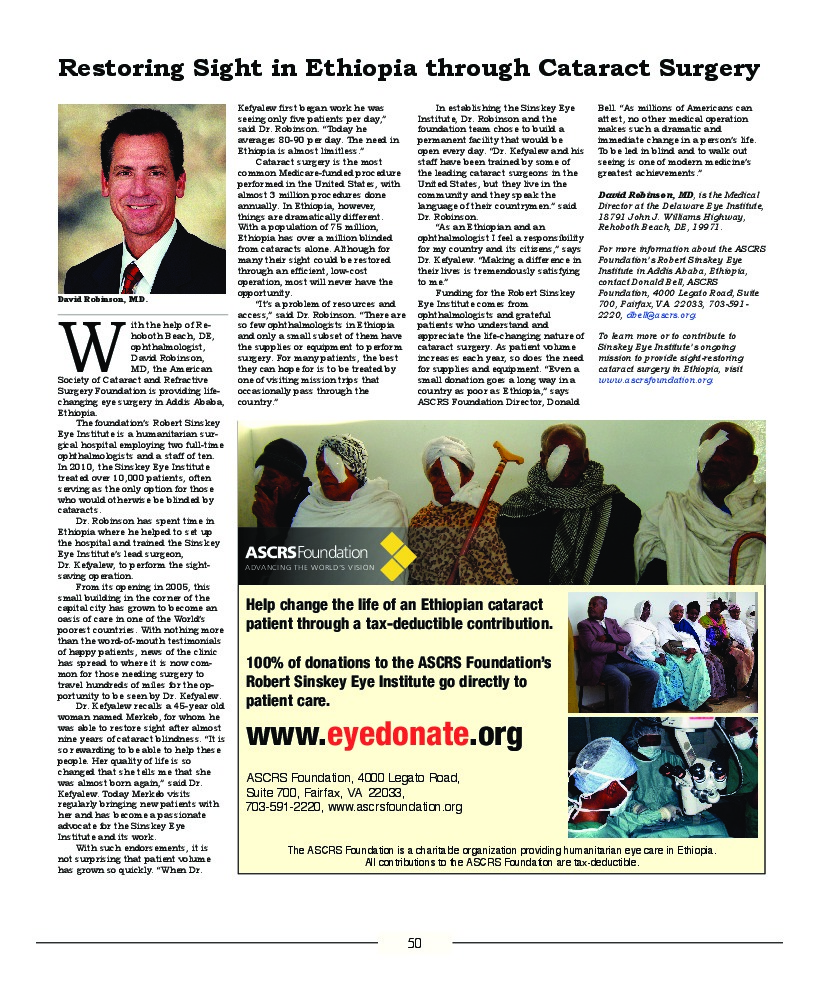 Restoring Sight in Ethiopia through Cataract Surgery
David Robinson, M.D.
With the help of Re-
hoboth Beach, DE,
ophthalmologist,
David Robinson,
MD, the American
Society of Cataract and Refractive
Surgery Foundation is providing life-
changing eye surgery in Addis Ababa,
Ethiopia.
The foundation's Robert Sinskey
Eye Institute is a humanitarian sur-
gical hospital employing two full-time
ophthalmologists and a staff of ten.
In 2010, the Sinskey Eye Institute
treated over 10,000 patients, often
serving as the only option for those
who would otherwise be blinded by
cataracts.
Dr. Robinson has spent time in
Ethiopia where he helped to set up
the hospital and trained the Sinskey
Eye Institute's lead surgeon,
Dr. Kefyalew, to perform the sight-
saving operation.
From its opening in 2005, this
small building in the corner of the
capital city has grown to become an
oasis of care in one of the World's
poorest countries. With nothing more
than the word-of-mouth testimonials
of happy patients, news of the clinic
has spread to where it is now com-
mon for those needing surgery to
travel hundreds of miles for the op-
portunity to be seen by Dr. Kefyalew.
Dr. Kefyalew recalls a 45-year old
woman named Merkeb, for whom he
was able to restore sight after almost
nine years of cataract blindness. "It is
so rewarding to be able to help these
people. Her quality of life is so
changed that she tells me that she
was almost born again," said Dr.
Kefyalew. Today Merkeb visits
regularly bringing new patients with
her and has become a passionate
advocate for the Sinskey Eye
Institute and its work.
With such endorsements, it is
not surprising that patient volume
has grown so quickly. "When Dr.
Kefyalew first began work he was
seeing only five patients per day,"
said Dr. Robinson. "Today he
averages 80-90 per day. The need in
Ethiopia is almost limitless."
Cataract surgery is the most
common Medicare-funded procedure
performed in the United States, with
almost 3 million procedures done
annually. In Ethiopia, however,
things are dramatically different.
With a population of 75 million,
Ethiopia has over a million blinded
from cataracts alone. Although for
many their sight could be restored
through an efficient, low-cost
operation, most will never have the
opportunity.
"It's a problem of resources and
access," said Dr. Robinson. "There are
so few ophthalmologists in Ethiopia
and only a small subset of them have
the supplies or equipment to perform
surgery. For many patients, the best
they can hope for is to be treated by
one of visiting mission trips that
occasionally pass through the
country."
In establishing the Sinskey Eye
Institute, Dr. Robinson and the
foundation team chose to build a
permanent facility that would be
open every day. "Dr. Kefyalew and his
staff have been trained by some of
the leading cataract surgeons in the
United States, but they live in the
community and they speak the
language of their countrymen." said
Dr. Robinson.
"As an Ethiopian and an
ophthalmologist I feel a responsibility
for my country and its citizens," says
Dr. Kefyalew. "Making a difference in
their lives is tremendously satisfying
to me."
Funding for the Robert Sinskey
Eye Institute comes from
ophthalmologists and grateful
patients who understand and
appreciate the life-changing nature of
cataract surgery. As patient volume
increases each year, so does the need
for supplies and equipment. "Even a
small donation goes a long way in a
country as poor as Ethiopia," says
ASCRS Foundation Director, Donald
Bell. "As millions of Americans can
attest, no other medical operation
makes such a dramatic and
immediate change in a person's life.
To be led in blind and to walk out
seeing is one of modern medicine's
greatest achievements."
David Robinson, MD, is the Medical
Director at the Delaware Eye Institute,
18791 John J. Williams Highway,
Rehoboth Beach, DE, 19971.
For more information about the ASCRS
Foundation's Robert Sinskey Eye
Institute in Addis Ababa, Ethiopia,
contact Donald Bell, ASCRS
Foundation, 4000 Legato Road, Suite
700, Fairfax, VA 22033, 703-591-
2220, dbell@ascrs.org.
To learn more or to contribute to
Sinskey Eye Institute's ongoing
mission to provide sight-restoring
cataract surgery in Ethiopia, visit
www.ascrsfoundation.org.
ASCRS Foundation
ADVANCING THE WORLD'S VISION
Help change the life of an Ethiopian cataract
patient through a tax-deductible contribution.
100% of donations to the ASCRS Foundation's
Robert Sinskey Eye Institute go directly to
patient care.
www.eyedonate.org
ASCRS Foundation, 4000 Legato Road,
Suite 700, Fairfax, VA 22033,
703-591-2220, www.ascrsfoundation.org
The ASCRS Foundation is a charitable organization providing humanitarian eye care in Ethiopia.
All contributions to the ASCRS Foundation are tax-deductible.
50